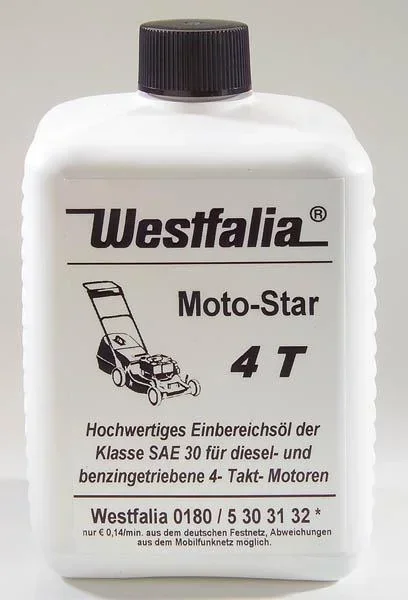 Westfalia®
Moto-Star
4 T
Hochwertiges Einbereichsöl der
Klasse SAE 30 für diesel- und
benzingetriebene 4- Takt- Motoren
Westfalia 0180 / 5 30 31 32 *
nur € 0,14/min. aus dem deutschen Festnetz, Abweichungen
aus dem Mobilfunknetz möglich.